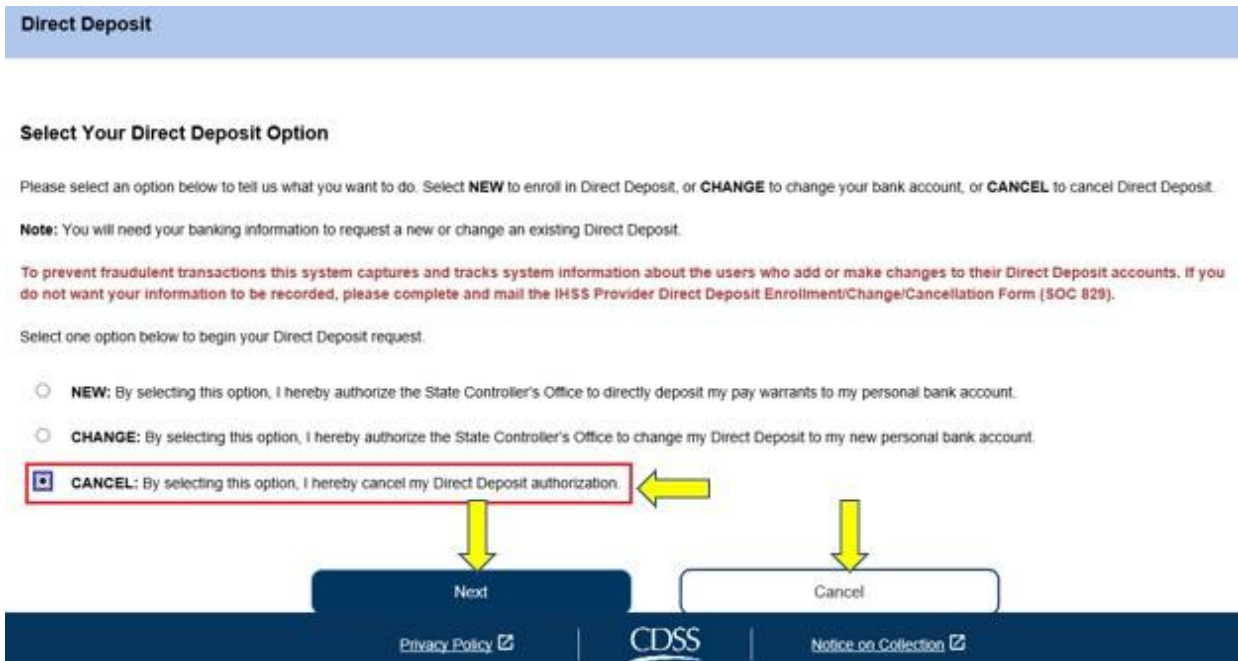 Direct Deposit
Select Your Direct Deposit Option
Please select an option below to tell us what you want to do. Select NEW to enroll in Direct Deposit, or CHANGE to change your bank account, or CANCEL to cancel Direct Deposit.
Note: You will need your banking information to request a new or change an existing Direct Deposit.
To prevent fraudulent transactions this system captures and tracks system information about the users who add or make changes to their Direct Deposit accounts. If you
do not want your information to be recorded, please complete and mail the IHSS Provider Direct Deposit Enrollment/Change/Cancellation Form (SOC 829).
Select one option below to begin your Direct Deposit request.
NEW: By selecting this option, I hereby authorize the State Controller's Office to directly deposit my pay warrants to my personal bank account.
CHANGE: By selecting this option, I hereby authorize the State Controller's Office to change my Direct Deposit to my new personal bank account.
CANCEL: By selecting this option, I hereby cancel my Direct Deposit authorization.
Next Cancel
Privacy Policy CDSS Notice on Collection